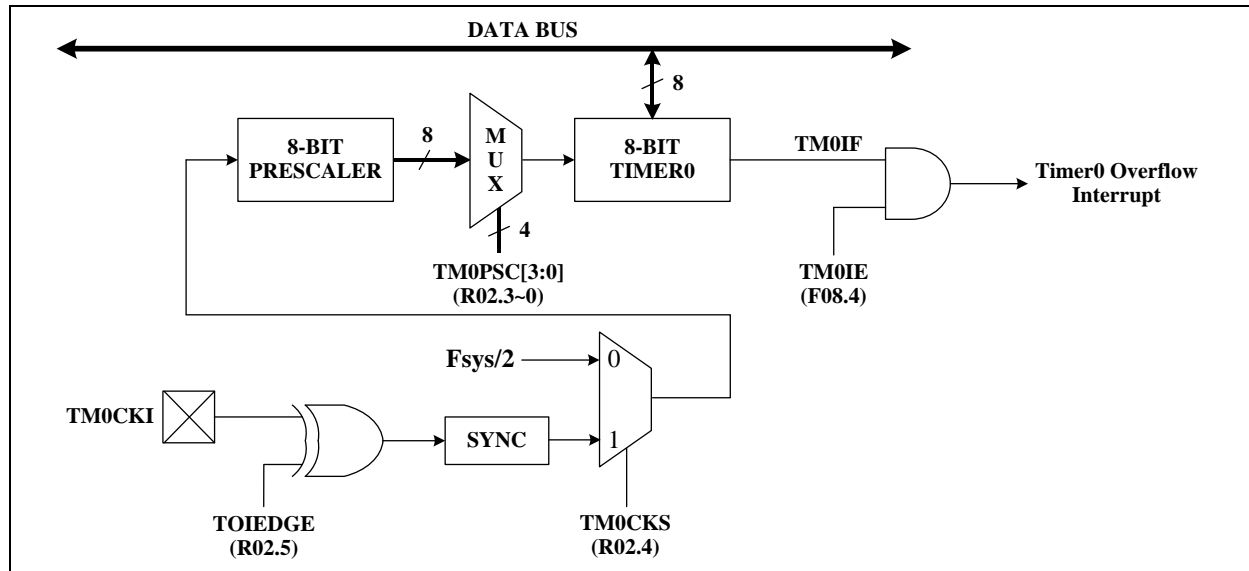 DATA BUS
8
8-BIT
PRESCALER
8
M
U
X
8-BIT
TIMER0
TM0IF
Timer0 Overflow
Interrupt
4
TM0PSC[3:0]
(R02.3~0)
TM0IE
(F08.4)
Fsys/2
0
TM0CKI
SYNC
1
TOIEDGE
(R02.5)
TM0CKS
(R02.4)